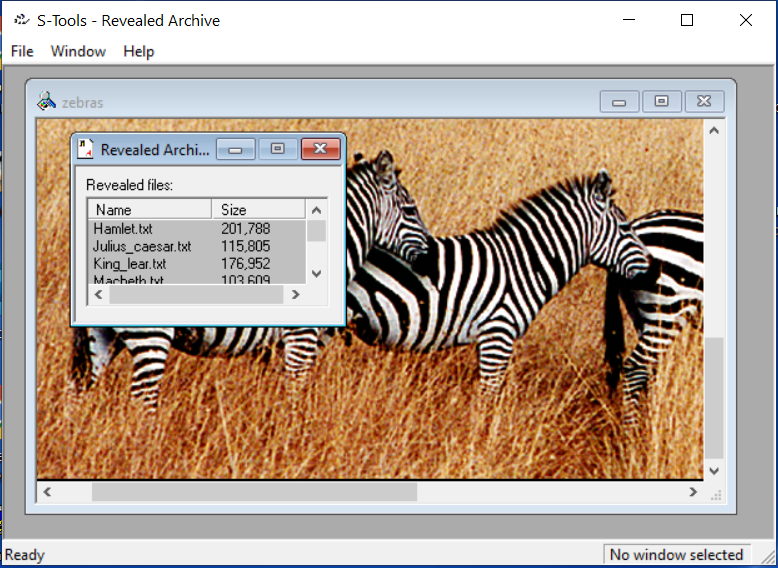 S-Tools - Revealed Archive
File Window Help
zebras
Revealed Archi...
Revealed files:
Name Size
Hamlet.txt 201,788
Julius_caesar.txt 115,805
King_lear.txt 176,952
Macbeth.txt 103,609
Ready No window selected